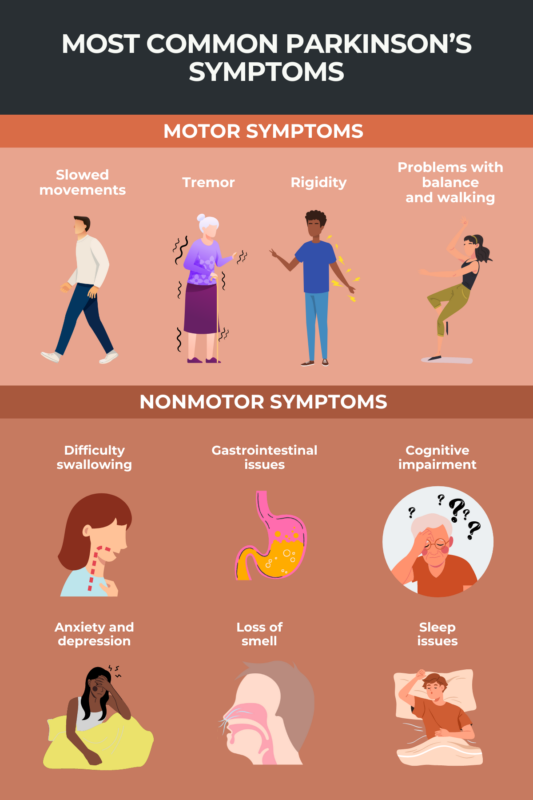 MOST COMMON PARKINSON’S
SYMPTOMS
MOTOR SYMPTOMS
Slowed
movements
Tremor
Rigidity
Problems with
balance
and walking
NONMOTOR SYMPTOMS
Difficulty
swallowing
Gastrointestinal
issues
Cognitive
impairment
? ? ? ? ?
Anxiety and
depression
Loss of
smell
Sleep
issues